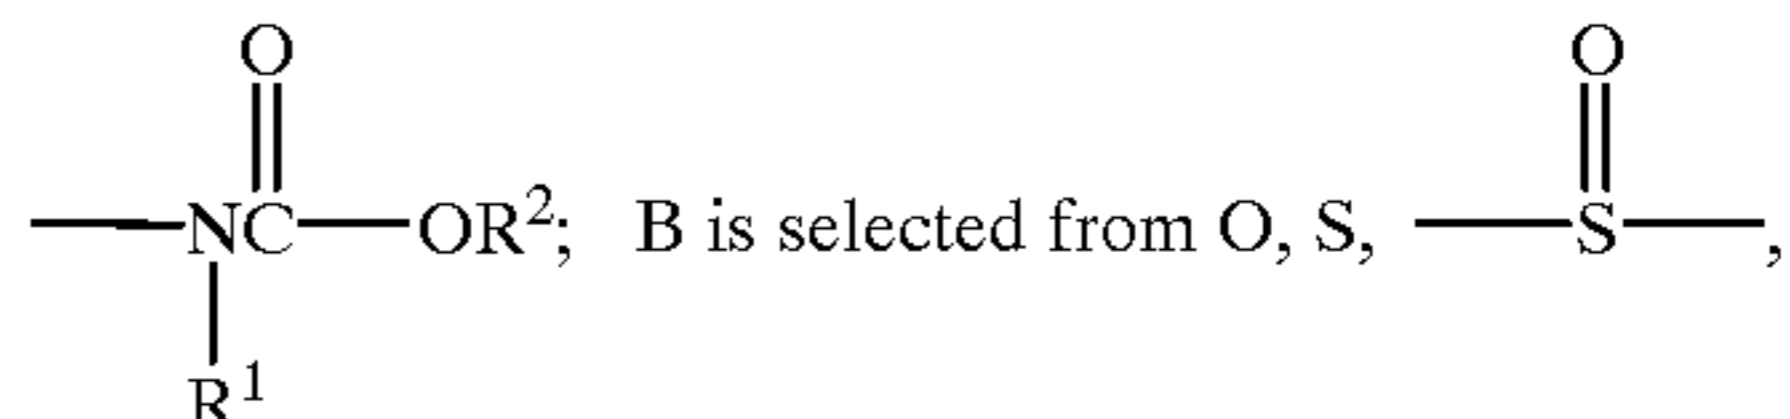 O O
NC OR²; B is selected from O, S, S,
R¹